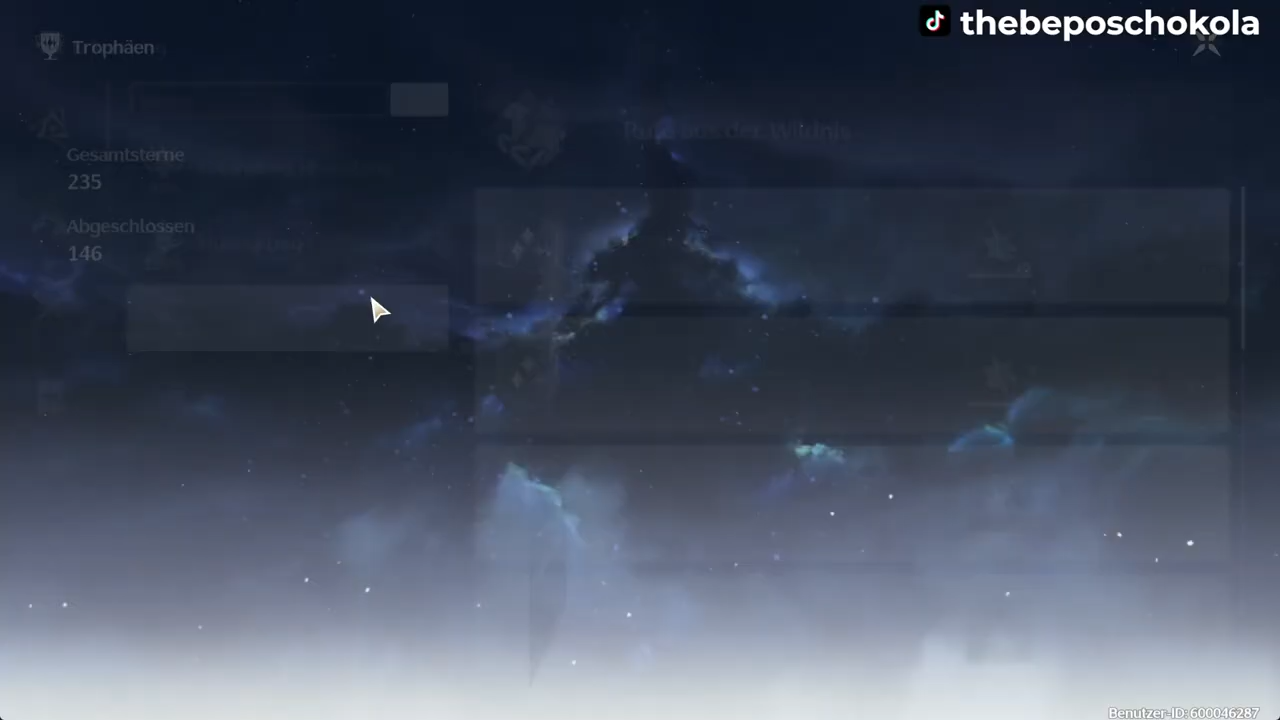 thebeposchokola
Trophäen
Gesamtsterne
235
Abgeschlossen
146
Benutzer-ID: 600046287